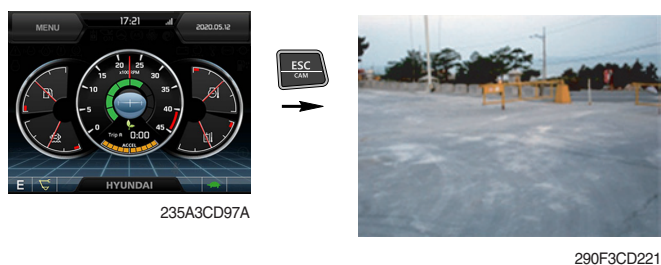 MENU
17:21
2020.05.12
20
25
x100RPM
15
30
10
35
5
40
0
45
Trip A
0:00
ACCEL
E
HYUNDAI
ESC
CAM
235A3CD97A
290F3CD221